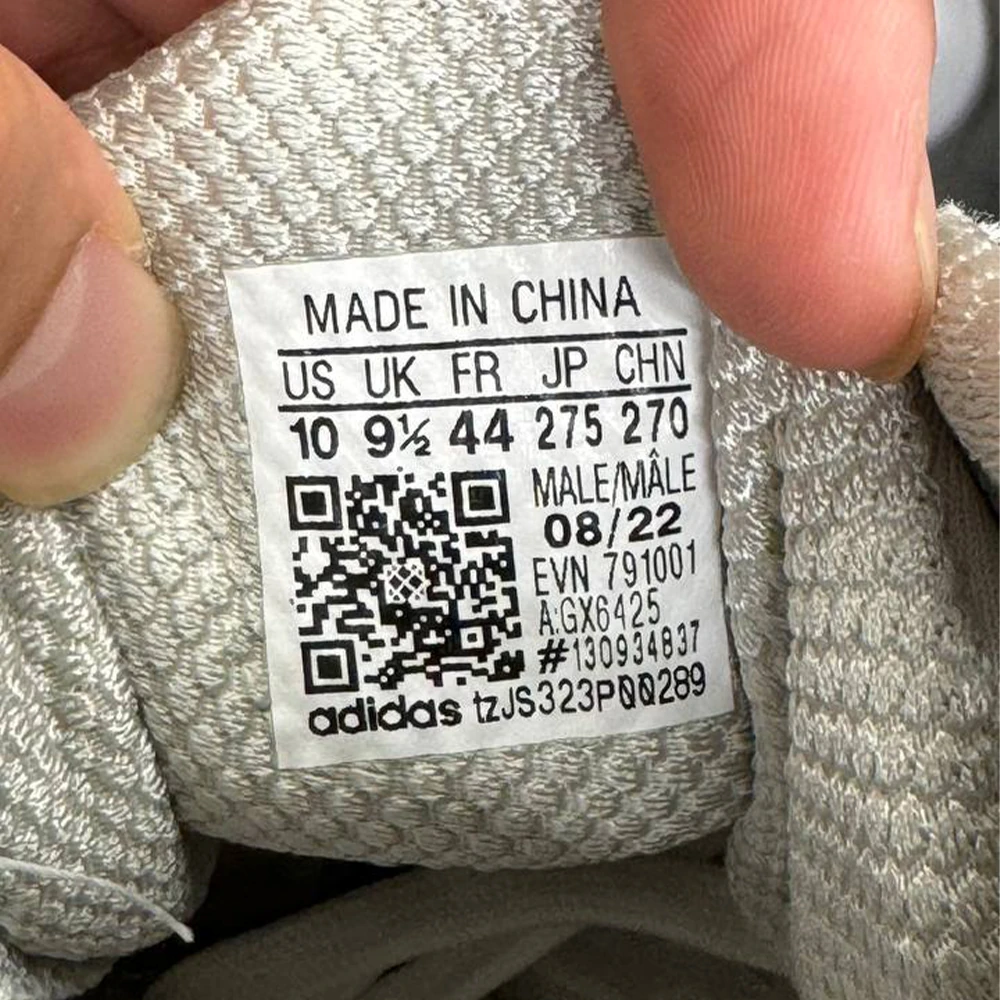 MADE IN CHINA
US UK FR JP CHN
10 9½ 44 275 270
MALE/MÂLE
08/22
EVN 791001
A:GX6425
#130934837
adidas tzJS323P00289